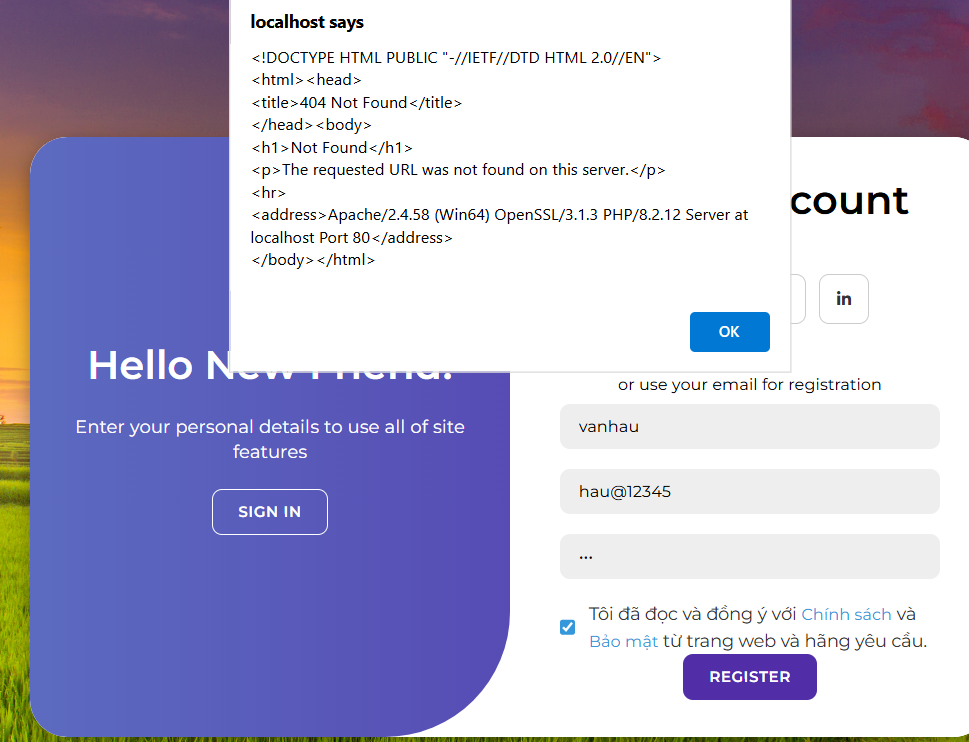 localhost says
<!DOCTYPE HTML PUBLIC "-//IETF//DTD HTML 2.0//EN">
<html><head>
<title>404 Not Found</title>
</head><body>
<h1>Not Found</h1>
<p>The requested URL was not found on this server.</p>
<hr>
<address>Apache/2.4.58 (Win64) OpenSSL/3.1.3 PHP/8.2.12 Server at
localhost Port 80</address>
</body></html>
OK
Hello New Friend!
Enter your personal details to use all of site
features
SIGN IN
count
in
or use your email for registration
vanhau
hau@12345
...
Tôi đã đọc và đồng ý với Chính sách và
Bảo mật từ trang web và hãng yêu cầu.
REGISTER